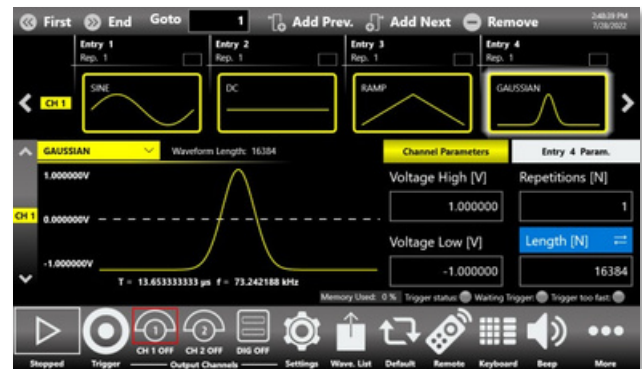 First End Goto 1 Add Prev. Add Next Remove 2:40:39 PM
7/28/2022
Entry 1 Entry 2 Entry 3 Entry 4
Rep. 1 Rep. 1 Rep. 1 Rep. 1
SINE DC RAMP GAUSSIAN
CH 1
GAUSSIAN Waveform Length: 16384 Channel Parameters Entry 4 Param.
1.000000V Voltage High [V] Repetitions [N]
1.000000 1
CH 1 0.000000V
Voltage Low [V] Length [N]
-1.000000V -1.000000 16384
T = 13.653333333 µs f = 73.242188 kHz
Memory Used: 0 % Trigger status: Waiting Trigger: Trigger too fast:
1 2
CH 1 OFF CH 2 OFF DIG OFF
Stopped Trigger Output Channels Settings Wave. List Default Remote Keyboard Beep More